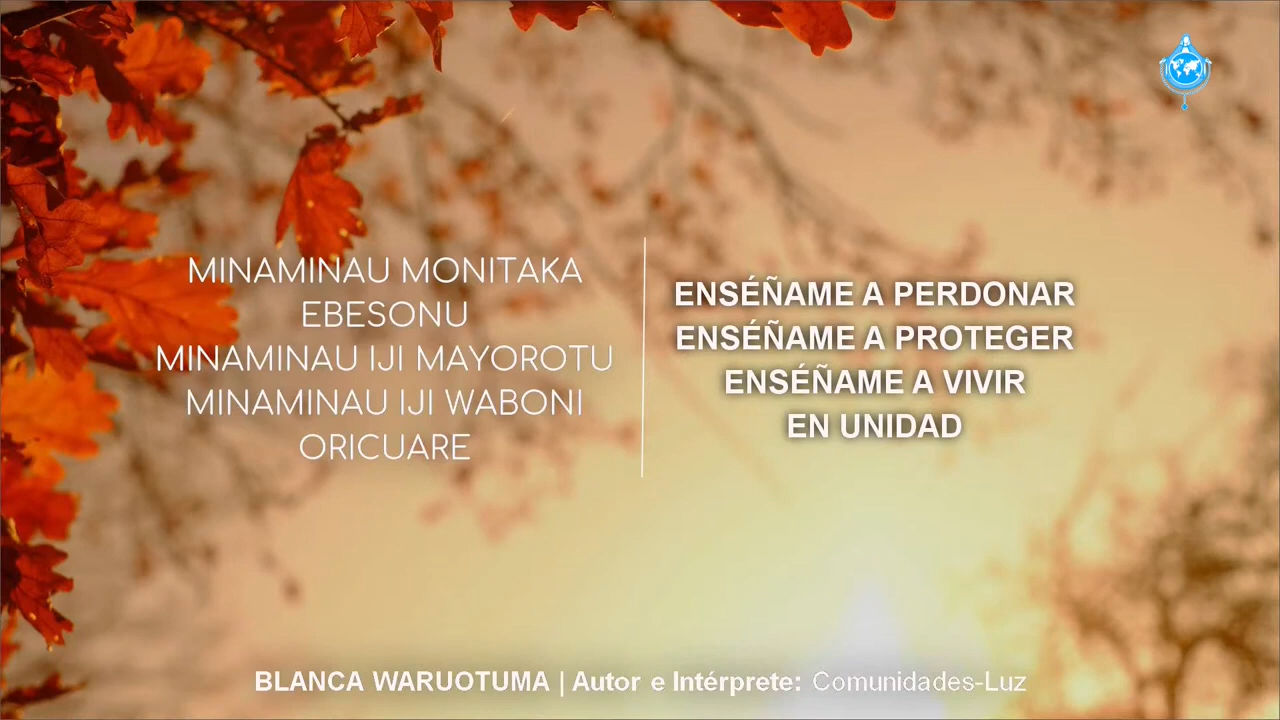 MINAMINAU MONITAKA
EBESONU
MINAMINAU IJI MAYOROTU
MINAMINAU IJI WABONI
ORICUARE
ENSÉÑAME A PERDONAR
ENSÉÑAME A PROTEGER
ENSÉÑAME A VIVIR
EN UNIDAD
BLANCA WARUOTUMA | Autor e Intérprete: Comunidades-Luz